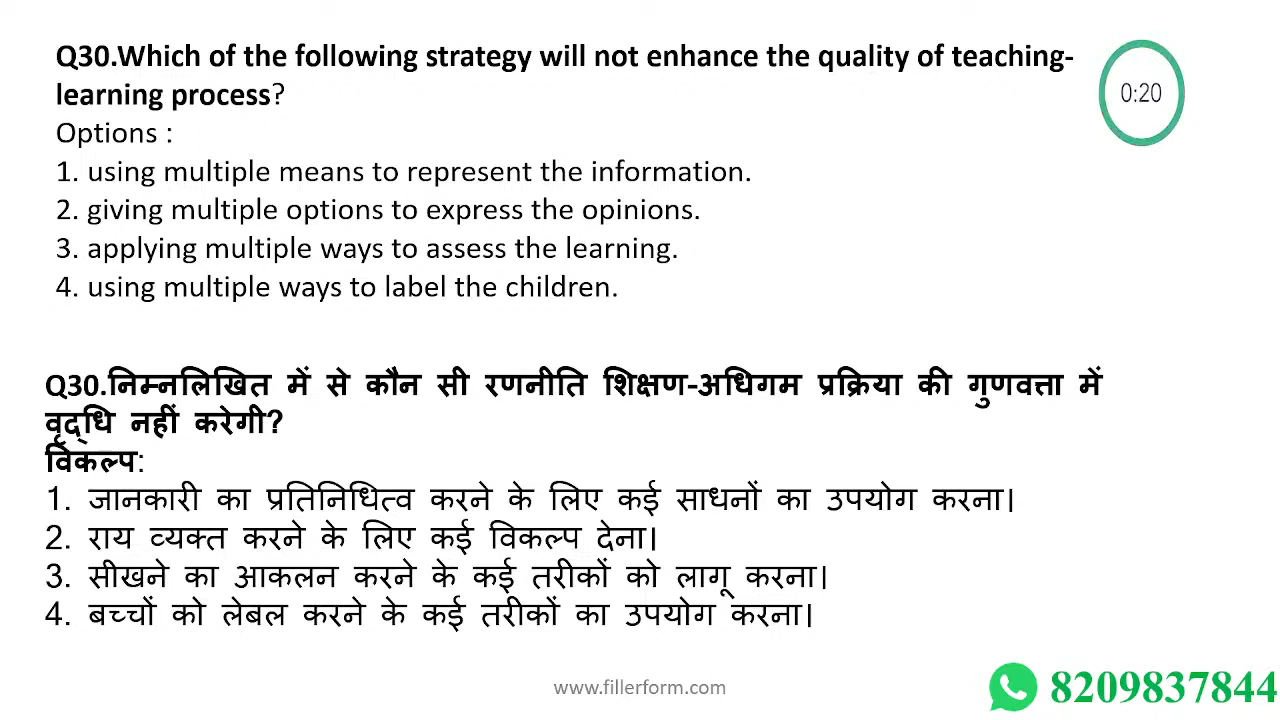 Q30.Which of the following strategy will not enhance the quality of teaching-
learning process?
0:20
Options :
1. using multiple means to represent the information.
2. giving multiple options to express the opinions.
3. applying multiple ways to assess the learning.
4. using multiple ways to label the children.
Q30.निम्नलिखित में से कौन सी रणनीति शिक्षण-अधिगम प्रक्रिया की गुणवत्ता में
वृद्धि नहीं करेगी?
विकल्प:
1. जानकारी का प्रतिनिधित्व करने के लिए कई साधनों का उपयोग करना।
2. राय व्यक्त करने के लिए कई विकल्प देना।
3. सीखने का आकलन करने के कई तरीकों को लागू करना।
4. बच्चों को लेबल करने के कई तरीकों का उपयोग करना।
www.fillerform.com
8209837844